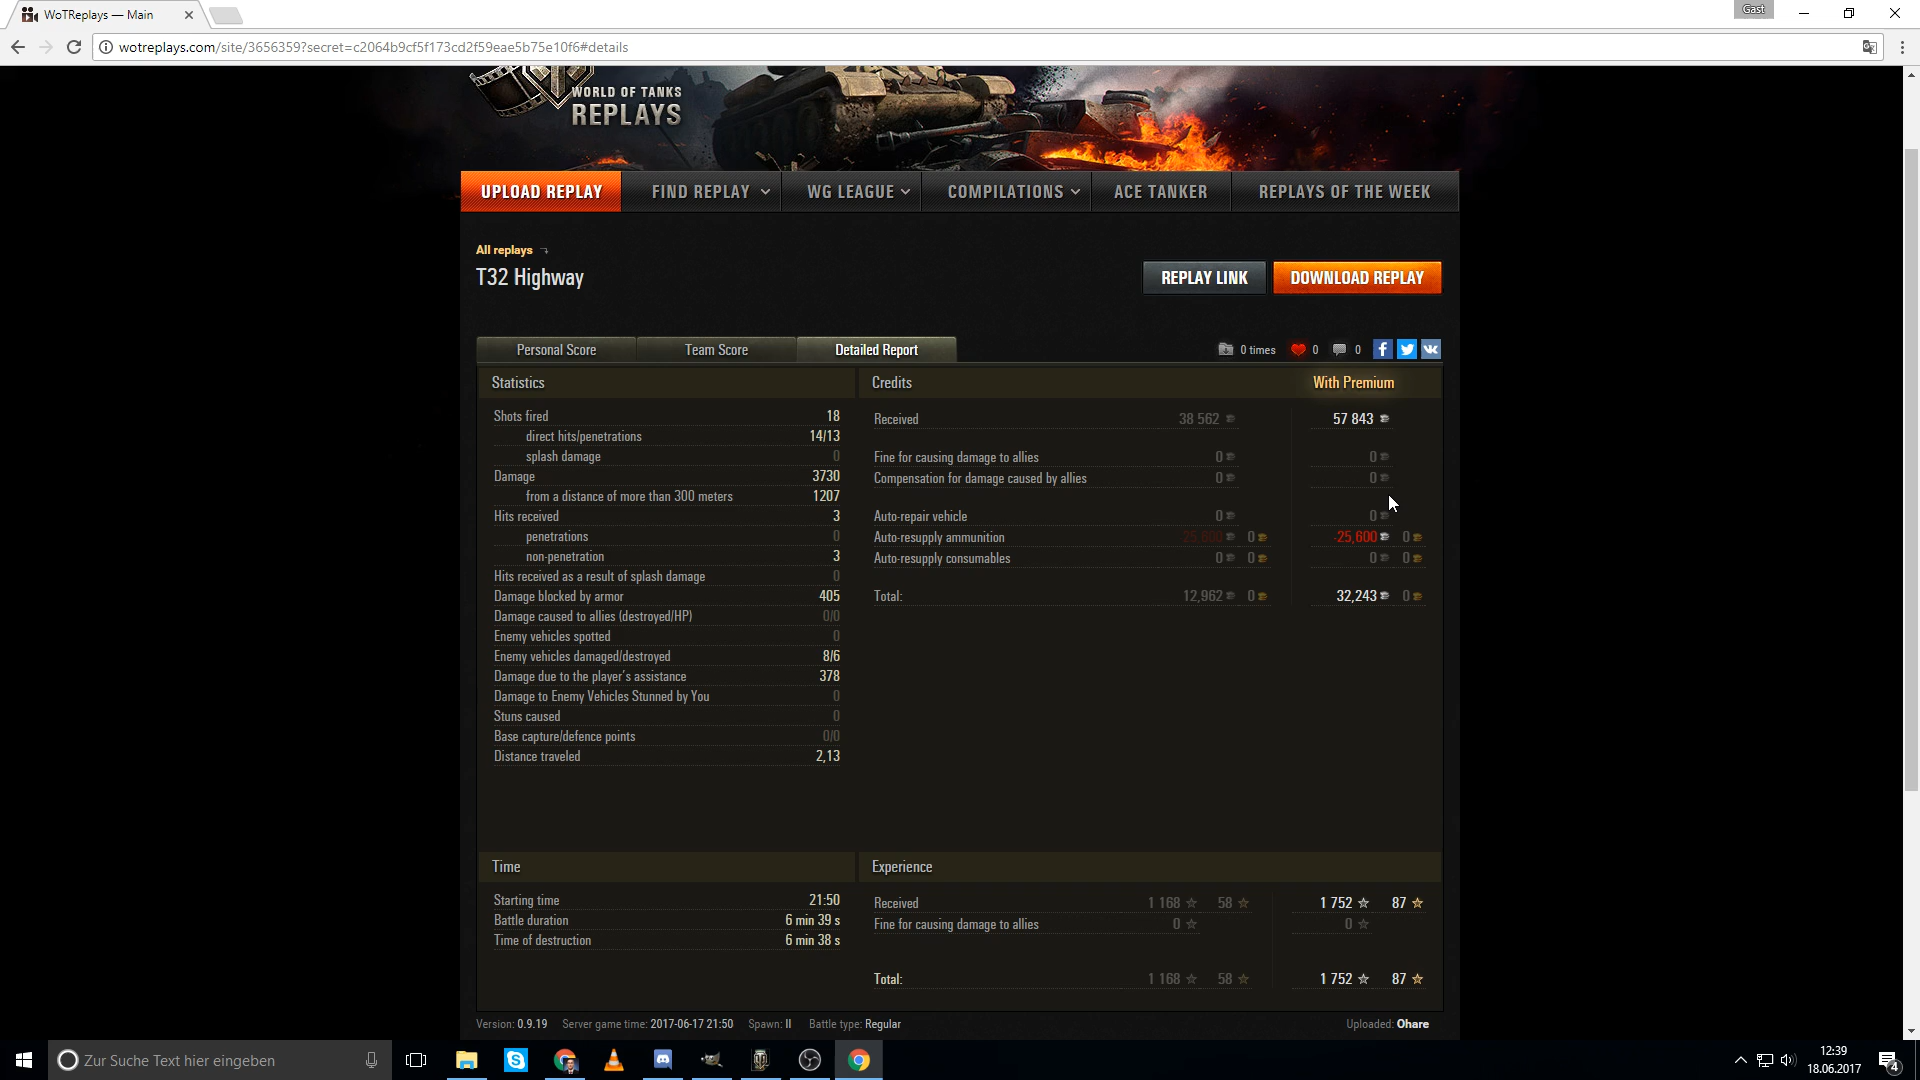 WoTReplays — Main
Gast
wotreplays.com/site/3656359?secret=c2064b9cf5f173cd2f59eae5b75e10f6#details
WORLD OF TANKS
REPLAYS
UPLOAD REPLAY FIND REPLAY WG LEAGUE COMPILATIONS ACE TANKER REPLAYS OF THE WEEK
All replays
T32 Highway
REPLAY LINK DOWNLOAD REPLAY
Personal Score Team Score Detailed Report 0 times 0 0
Statistics
Shots fired 18
direct hits/penetrations 14/13
splash damage 0
Damage 3730
from a distance of more than 300 meters 1207
Hits received 3
penetrations 0
non-penetration 3
Hits received as a result of splash damage 0
Damage blocked by armor 405
Damage caused to allies (destroyed/HP) 0/0
Enemy vehicles spotted 0
Enemy vehicles damaged/destroyed 8/6
Damage due to the player's assistance 378
Damage to Enemy Vehicles Stunned by You 0
Stuns caused 0
Base capture/defence points 0/0
Distance traveled 2,13
Credits With Premium
Received 38 562 57 843
Fine for causing damage to allies 0 0
Compensation for damage caused by allies 0 0
Auto-repair vehicle 0 0
Auto-resupply ammunition -25,600 0 -25,600 0
Auto-resupply consumables 0 0 0 0
Total: 12,962 0 32,243 0
Time
Starting time 21:50
Battle duration 6 min 39 s
Time of destruction 6 min 38 s
Experience
Received 1 168 58 1 752 87
Fine for causing damage to allies 0 0
Total: 1 168 58 1 752 87
Version: 0.9.19 Server game time: 2017-06-17 21:50 Spawn: II Battle type: Regular Uploaded: Ohare
Zur Suche Text hier eingeben
12:39
18.06.2017
4